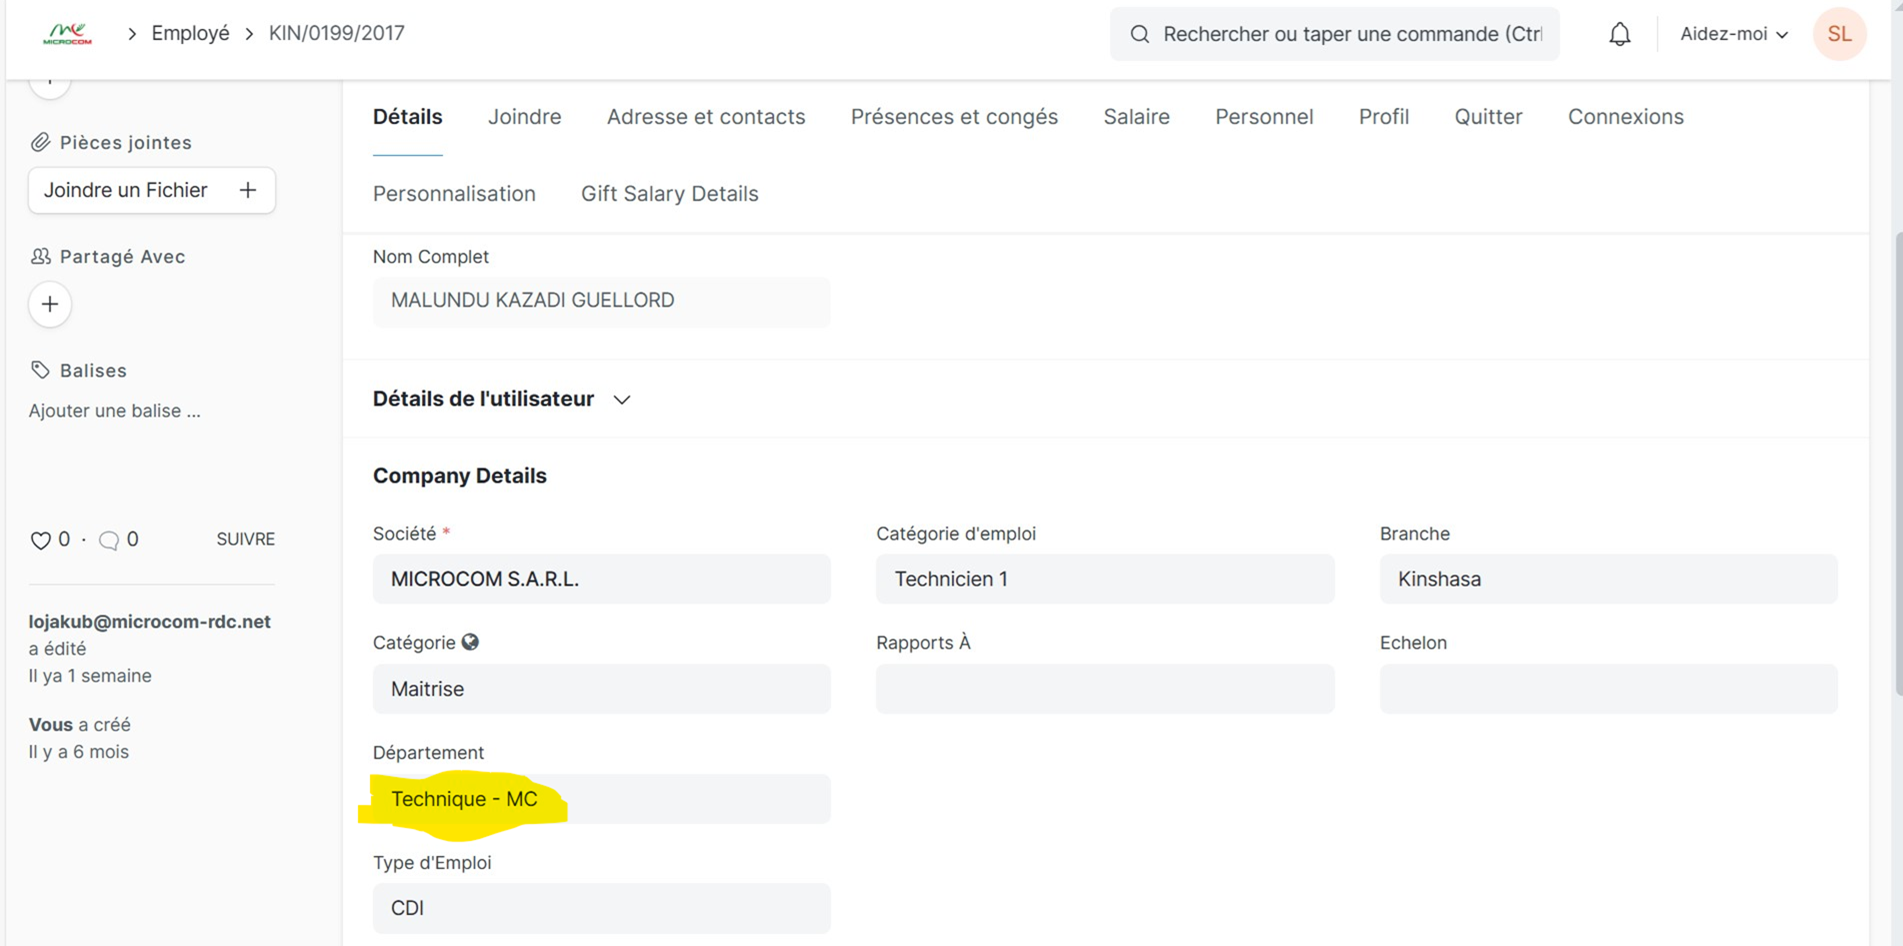 MICROCOM
Employé
KIN/0199/2017
Rechercher ou taper une commande (Ctrl
Aidez-moi
SL
Pièces jointes
Joindre un Fichier +
Partagé Avec
+
Balises
Ajouter une balise ...
0 · 0 SUIVRE
lojakub@microcom-rdc.net
a édité
Il ya 1 semaine
Vous a créé
Il y a 6 mois
Détails Joindre Adresse et contacts Présences et congés Salaire Personnel Profil Quitter Connexions
Personnalisation Gift Salary Details
Nom Complet
MALUNDU KAZADI GUELLORD
Détails de l'utilisateur
Company Details
Société *
MICROCOM S.A.R.L.
Catégorie
Maitrise
Département
Technique - MC
Type d'Emploi
CDI
Catégorie d'emploi
Technicien 1
Rapports À
Branche
Kinshasa
Echelon